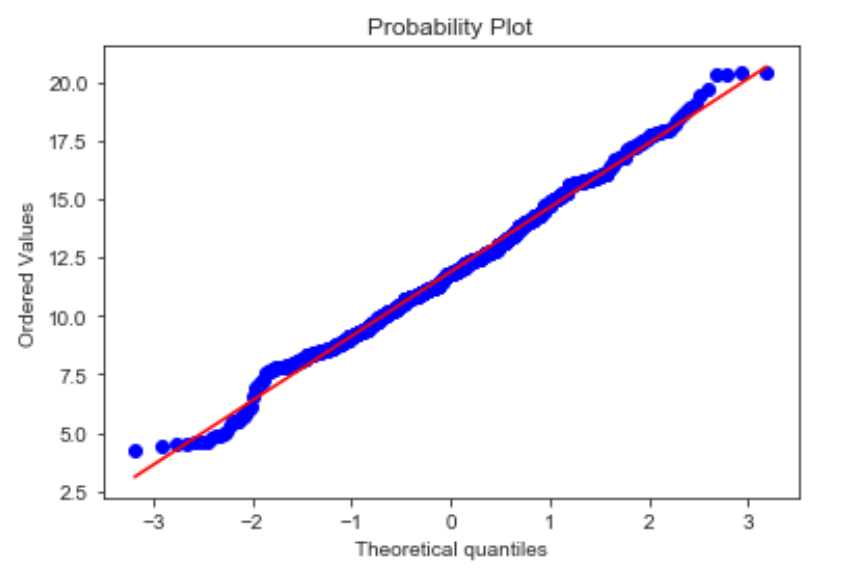 Probability Plot
20.0
17.5
15.0
12.5
10.0
7.5
5.0
2.5
Ordered Values
−3 −2 −1 0 1 2 3
Theoretical quantiles